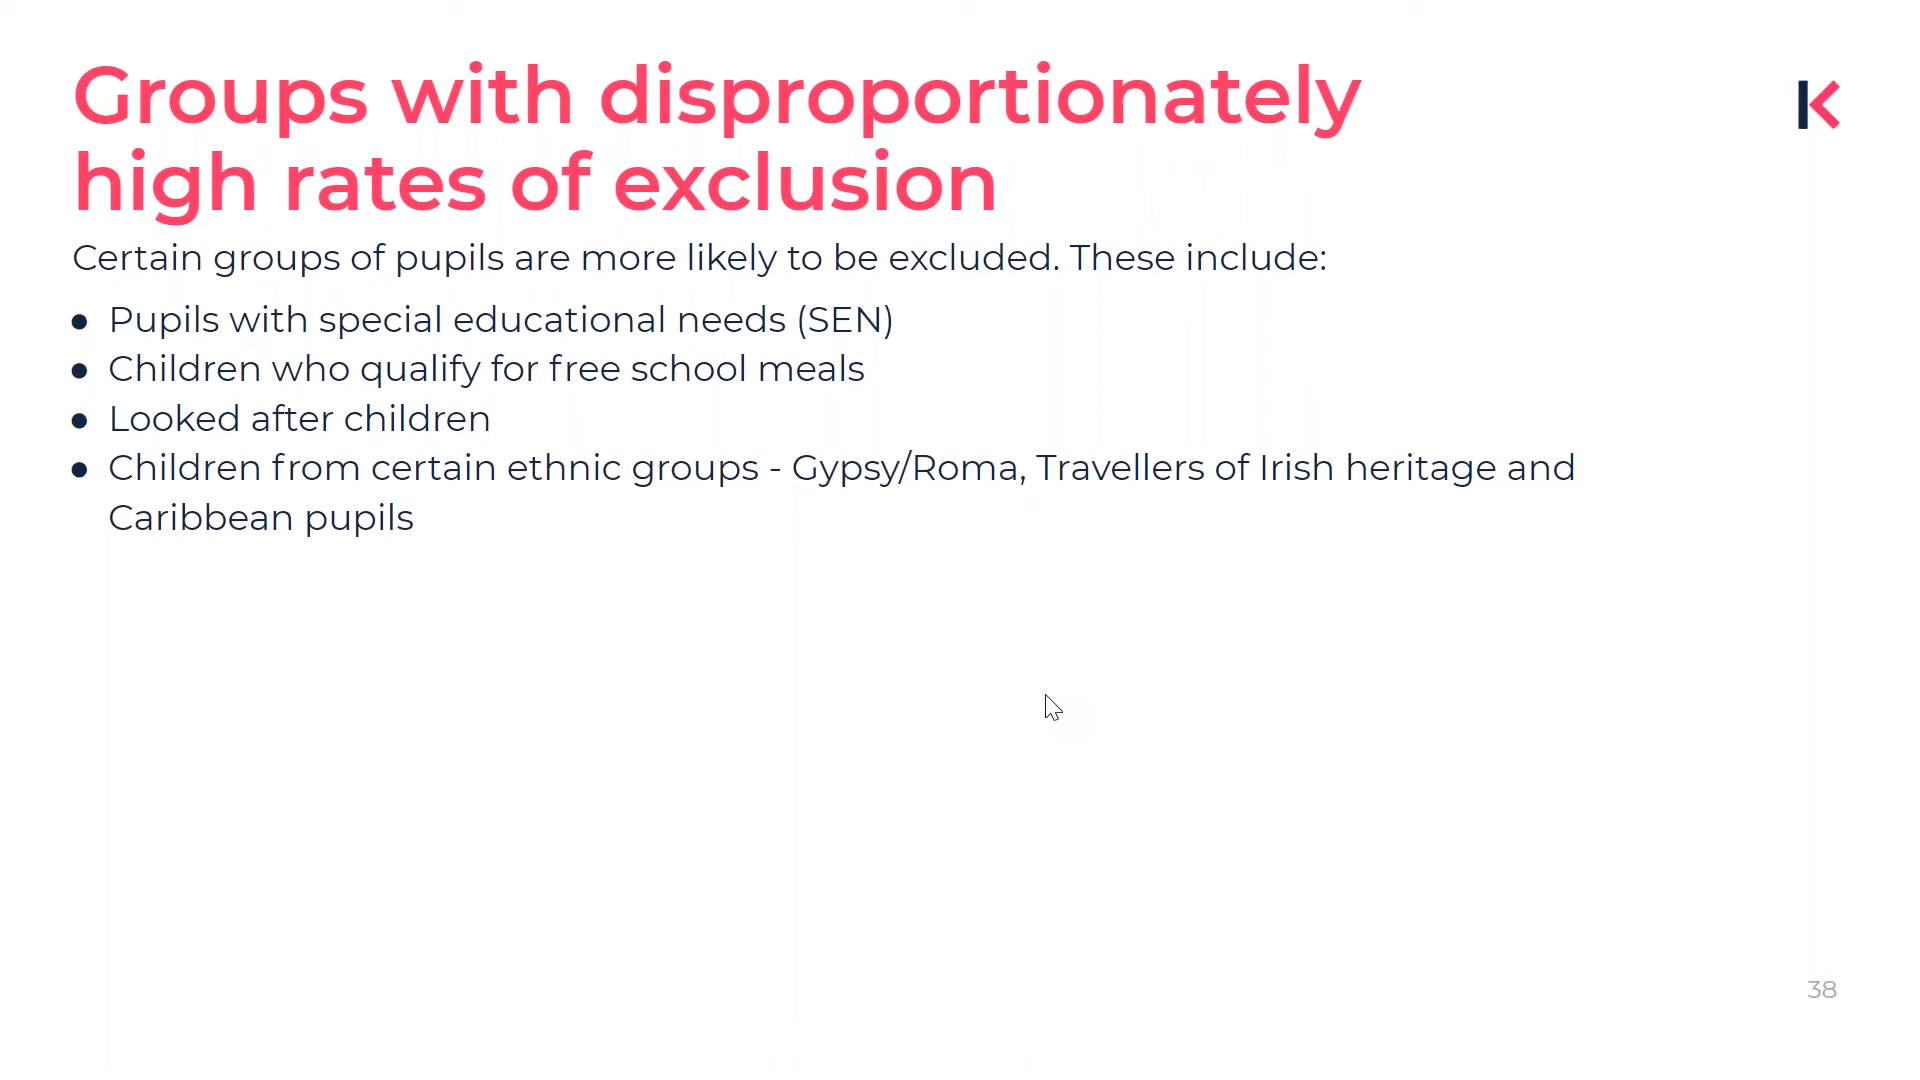 Groups with disproportionately
high rates of exclusion
Certain groups of pupils are more likely to be excluded. These include:
● Pupils with special educational needs (SEN)
● Children who qualify for free school meals
● Looked after children
● Children from certain ethnic groups - Gypsy/Roma, Travellers of Irish heritage and
Caribbean pupils
K
38